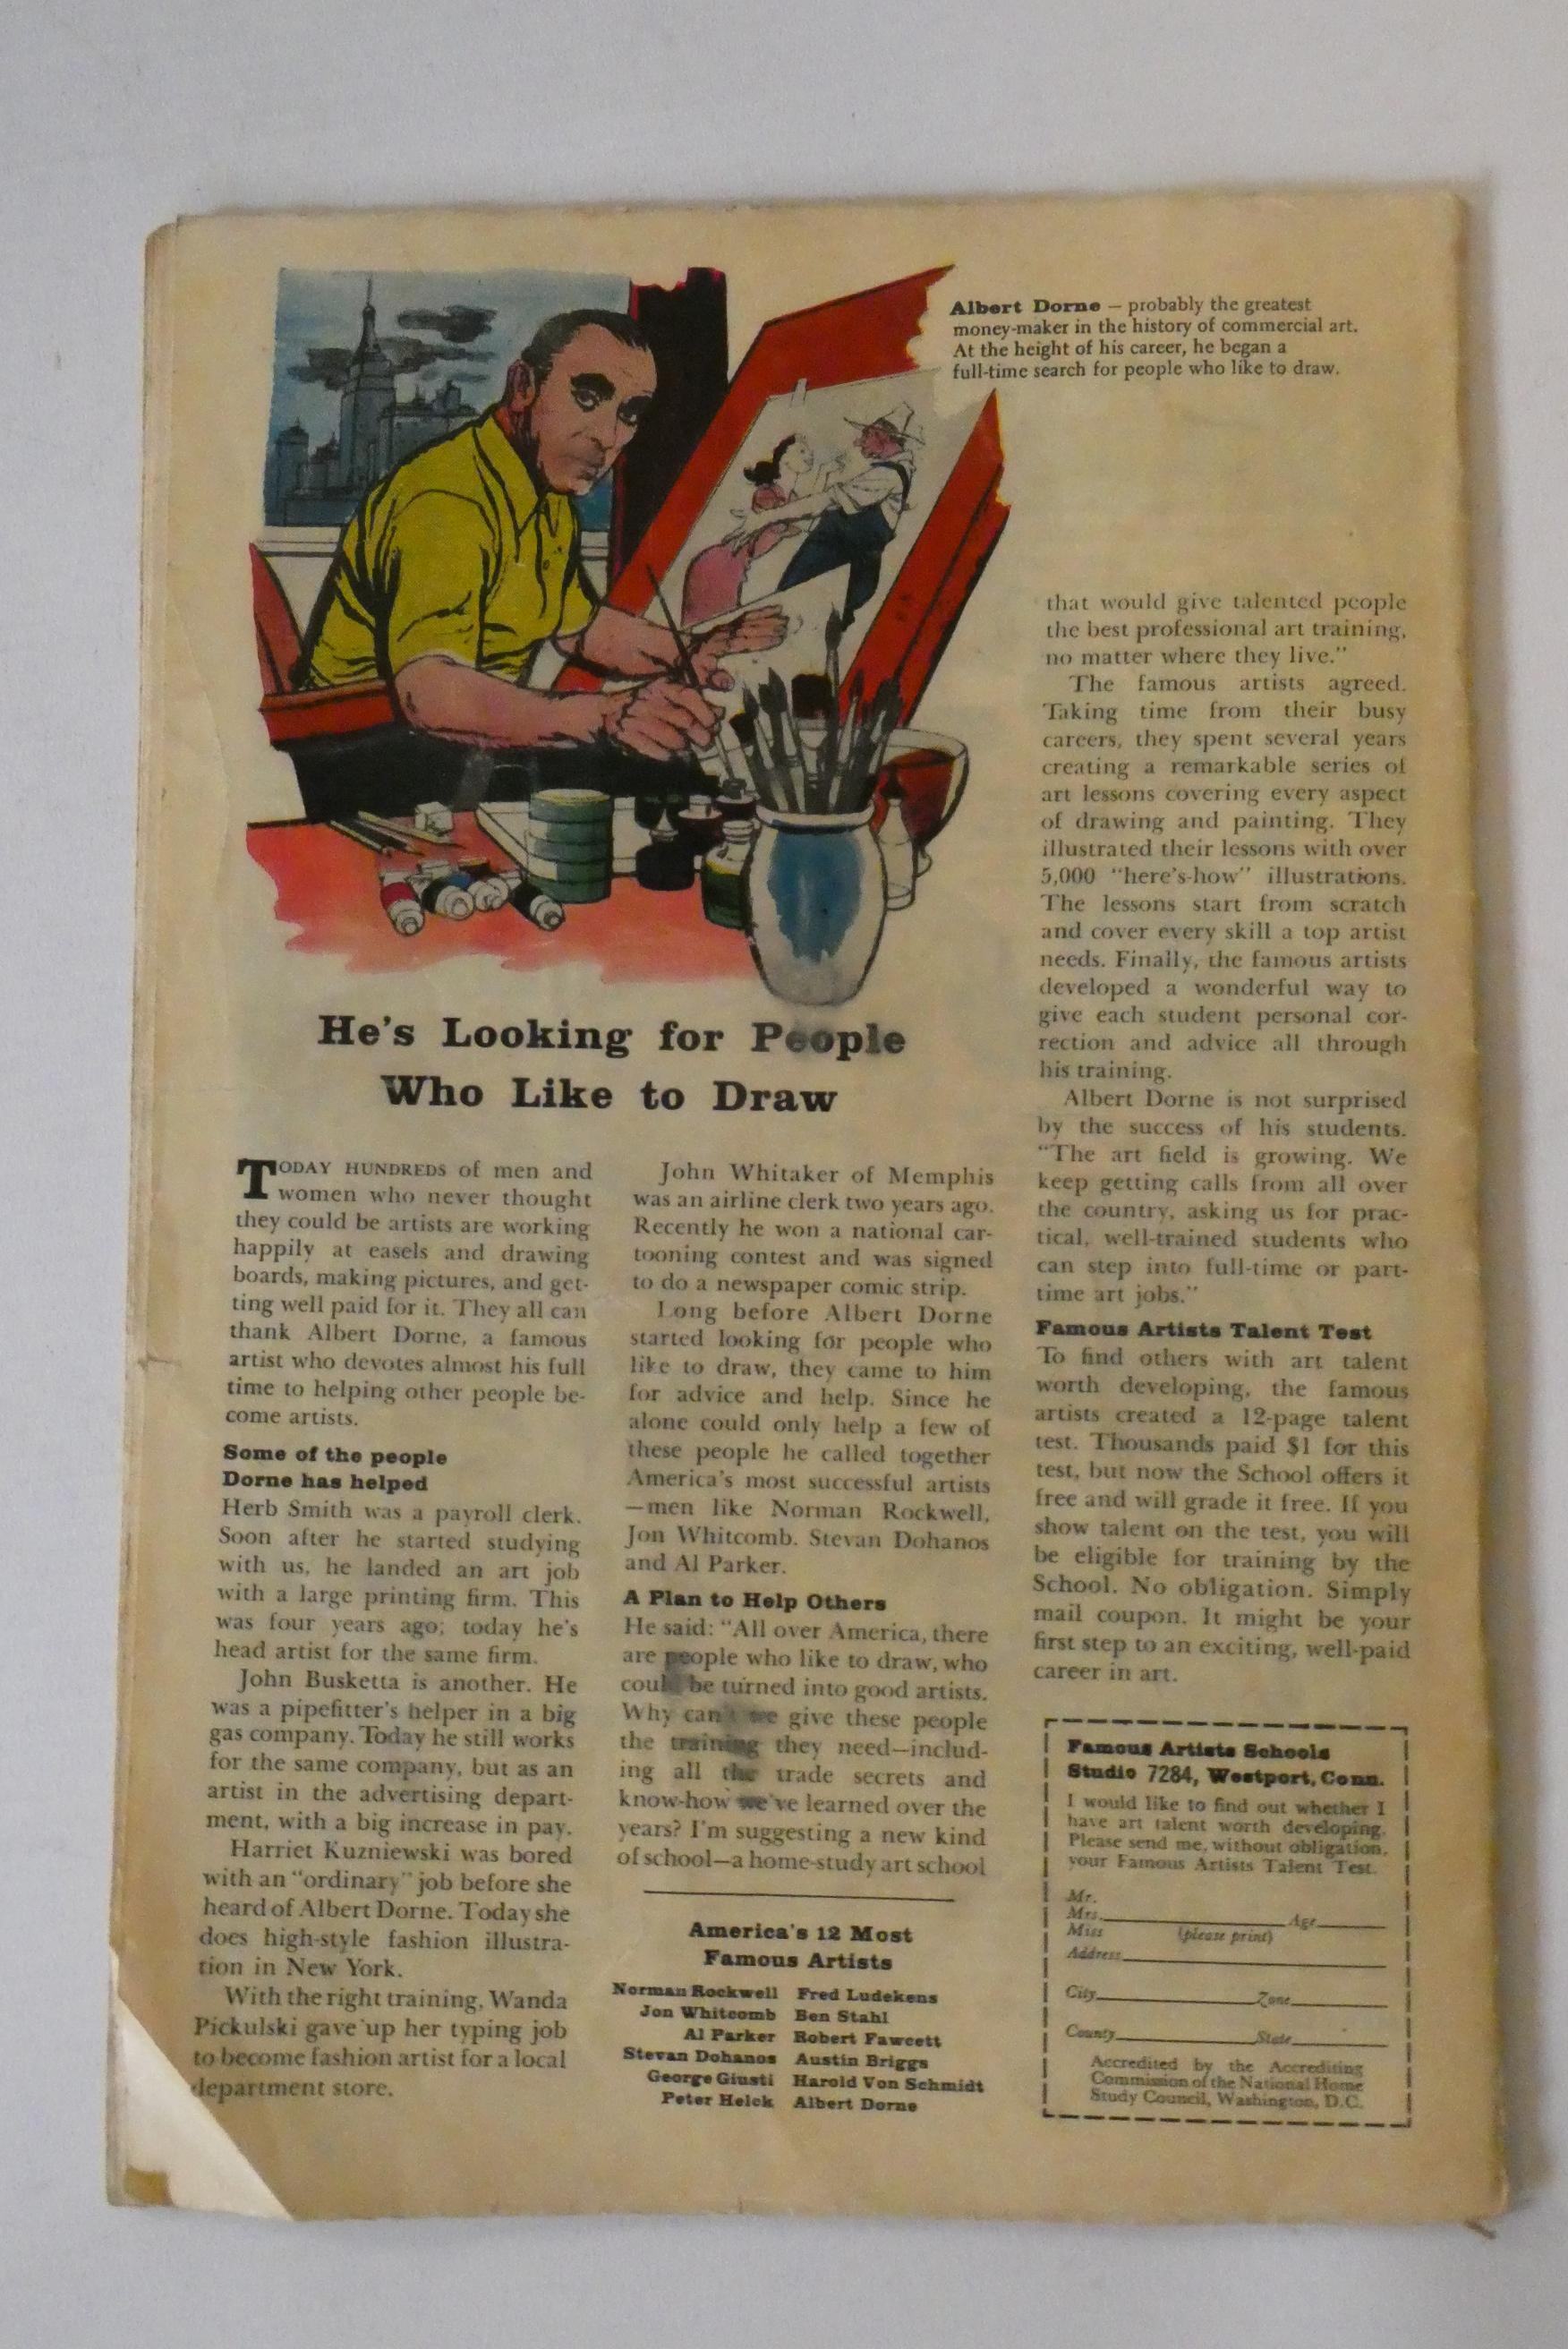 Albert Dorne — probably the greatest
money-maker in the history of commercial art.
At the height of his career, he began a
full-time search for people who like to draw.
He's Looking for People
Who Like to Draw
TODAY HUNDREDS of men and
women who never thought
they could be artists are working
happily at easels and drawing
boards, making pictures, and get-
ting well paid for it. They all can
thank Albert Dorne, a famous
artist who devotes almost his full
time to helping other people be-
come artists.
Some of the people
Dorne has helped
Herb Smith was a payroll clerk.
Soon after he started studying
with us, he landed an art job
with a large printing firm. This
was four years ago; today he's
head artist for the same firm.
John Busketta is another. He
was a pipefitter's helper in a big
gas company. Today he still works
for the same company, but as an
artist in the advertising depart-
ment, with a big increase in pay.
Harriet Kuzniewski was bored
with an "ordinary" job before she
heard of Albert Dorne. Today she
does high-style fashion illustra-
tion in New York.
With the right training, Wanda
Pickulski gave up her typing job
to become fashion artist for a local
department store.
John Whitaker of Memphis
was an airline clerk two years ago.
Recently he won a national car-
tooning contest and was signed
to do a newspaper comic strip.
Long before Albert Dorne
started looking for people who
like to draw, they came to him
for advice and help. Since he
alone could only help a few of
these people he called together
America's most successful artists
—men like Norman Rockwell,
Jon Whitcomb. Stevan Dohanos
and Al Parker.
A Plan to Help Others
He said: "All over America, there
are people who like to draw, who
could be turned into good artists.
Why can't we give these people
the training they need—includ-
ing all the trade secrets and
know-how we've learned over the
years? I'm suggesting a new kind
of school—a home-study art school
America's 12 Most
Famous Artists
Norman Rockwell Fred Ludekens
Jon Whitcomb Ben Stahl
Al Parker Robert Fawcett
Stevan Dohanos Austin Briggs
George Giusti Harold Von Schmidt
Peter Helck Albert Dorne
that would give talented people
the best professional art training,
no matter where they live."
The famous artists agreed.
Taking time from their busy
careers, they spent several years
creating a remarkable series of
art lessons covering every aspect
of drawing and painting. They
illustrated their lessons with over
5,000 "here's-how" illustrations.
The lessons start from scratch
and cover every skill a top artist
needs. Finally, the famous artists
developed a wonderful way to
give each student personal cor-
rection and advice all through
his training.
Albert Dorne is not surprised
by the success of his students.
"The art field is growing. We
keep getting calls from all over
the country, asking us for prac-
tical, well-trained students who
can step into full-time or part-
time art jobs."
Famous Artists Talent Test
To find others with art talent
worth developing, the famous
artists created a 12-page talent
test. Thousands paid $1 for this
test, but now the School offers it
free and will grade it free. If you
show talent on the test, you will
be eligible for training by the
School. No obligation. Simply
mail coupon. It might be your
first step to an exciting, well-paid
career in art.
Famous Artists Schools
Studio 7284, Westport, Conn.
I would like to find out whether I
have art talent worth developing.
Please send me, without obligation,
your Famous Artists Talent Test.
Mr.
Mrs. Age
Miss (please print)
Address
City Zone
County State
Accredited by the Accrediting
Commission of the National Home
Study Council, Washington, D.C.